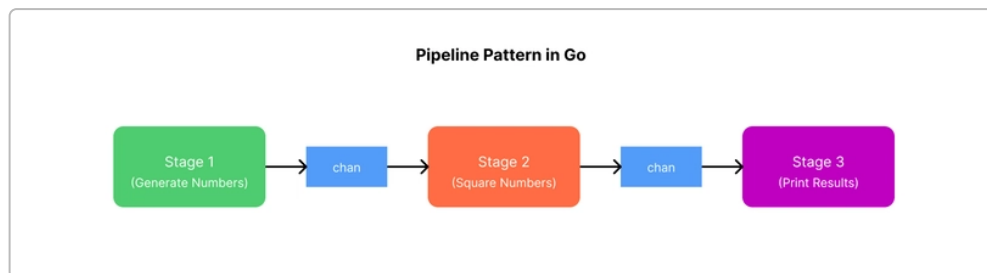 Pipeline Pattern in Go
Stage 1
(Generate Numbers)
chan
Stage 2
(Square Numbers)
chan
Stage 3
(Print Results)